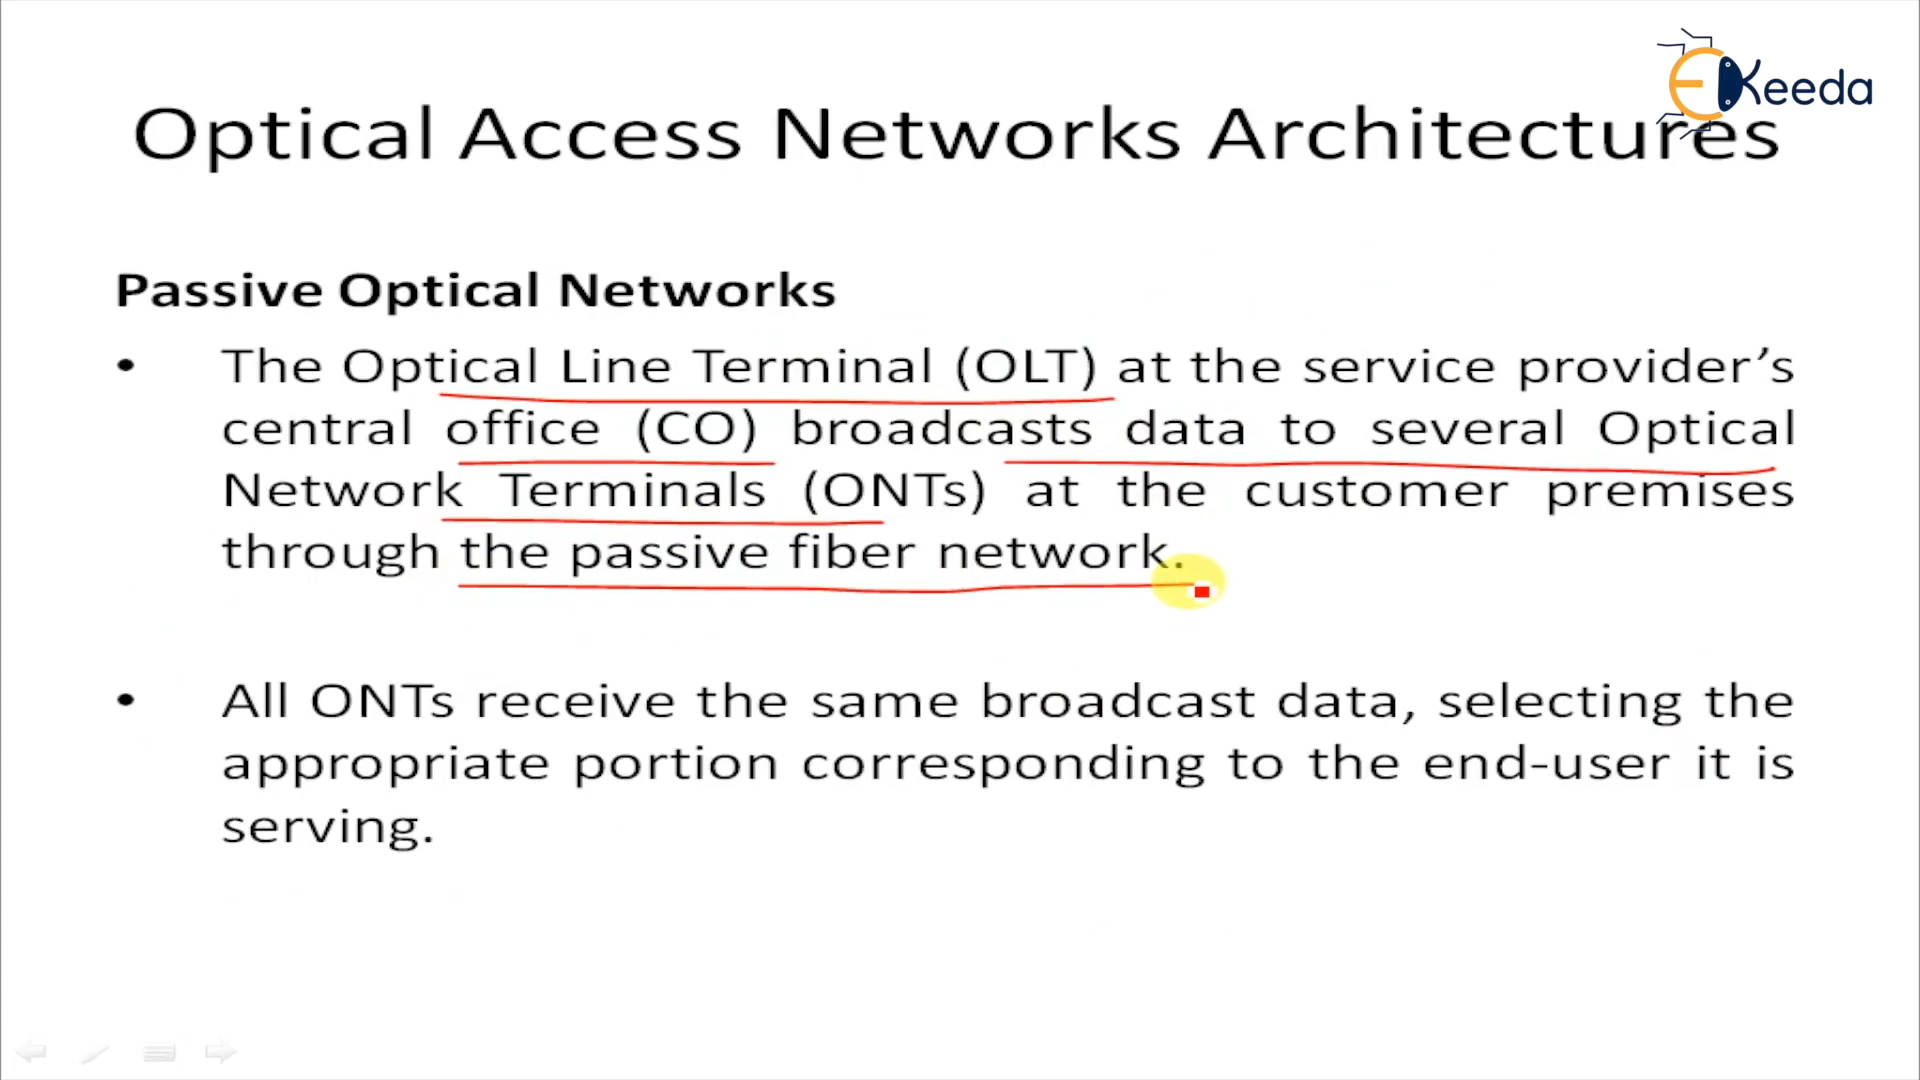 EKeeda
Optical Access Networks Architectures
Passive Optical Networks
• The Optical Line Terminal (OLT) at the service provider’s
central office (CO) broadcasts data to several Optical
Network Terminals (ONTs) at the customer premises
through the passive fiber network.
• All ONTs receive the same broadcast data, selecting the
appropriate portion corresponding to the end-user it is
serving.